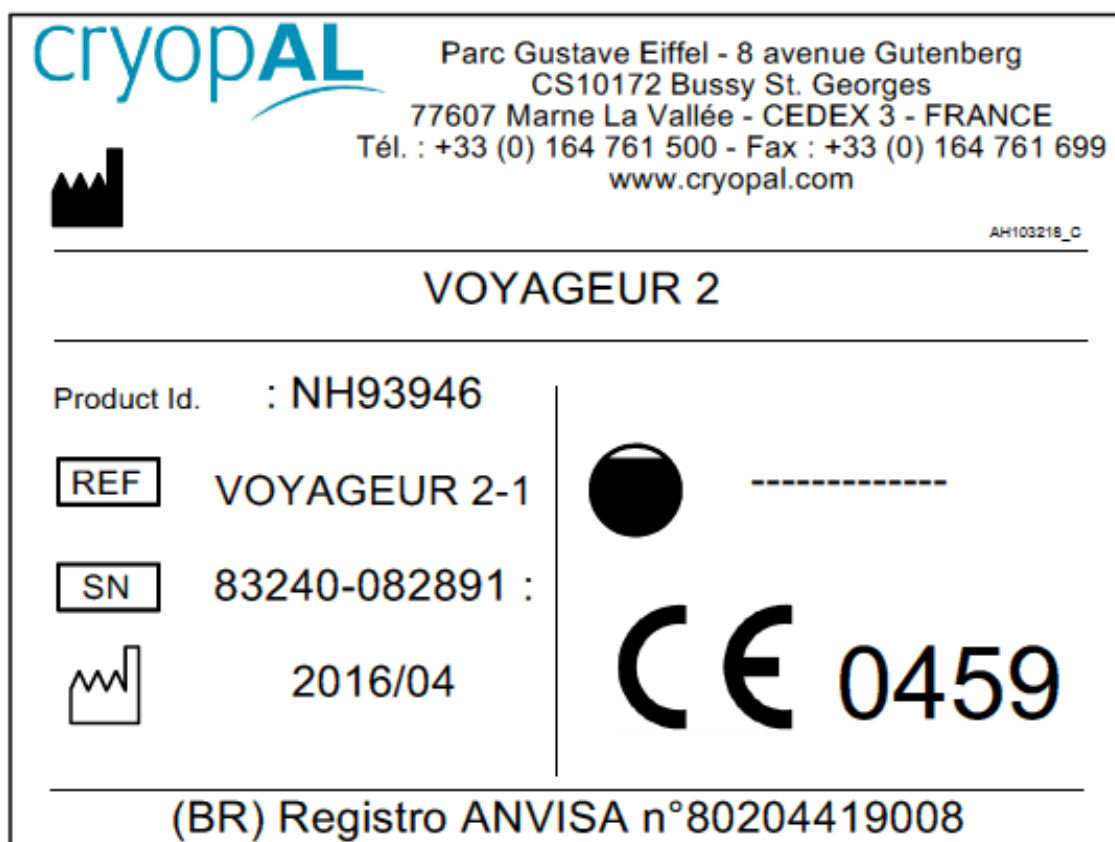 cryopAL
Parc Gustave Eiffel - 8 avenue Gutenberg
CS10172 Bussy St. Georges
77607 Marne La Vallée - CEDEX 3 - FRANCE
Tél. : +33 (0) 164 761 500 - Fax : +33 (0) 164 761 699
www.cryopal.com
AH103218_C
VOYAGEUR 2
Product Id. : NH93946
REF VOYAGEUR 2-1
-------------
SN 83240-082891 :
2016/04
CE 0459
(BR) Registro ANVISA n°80204419008